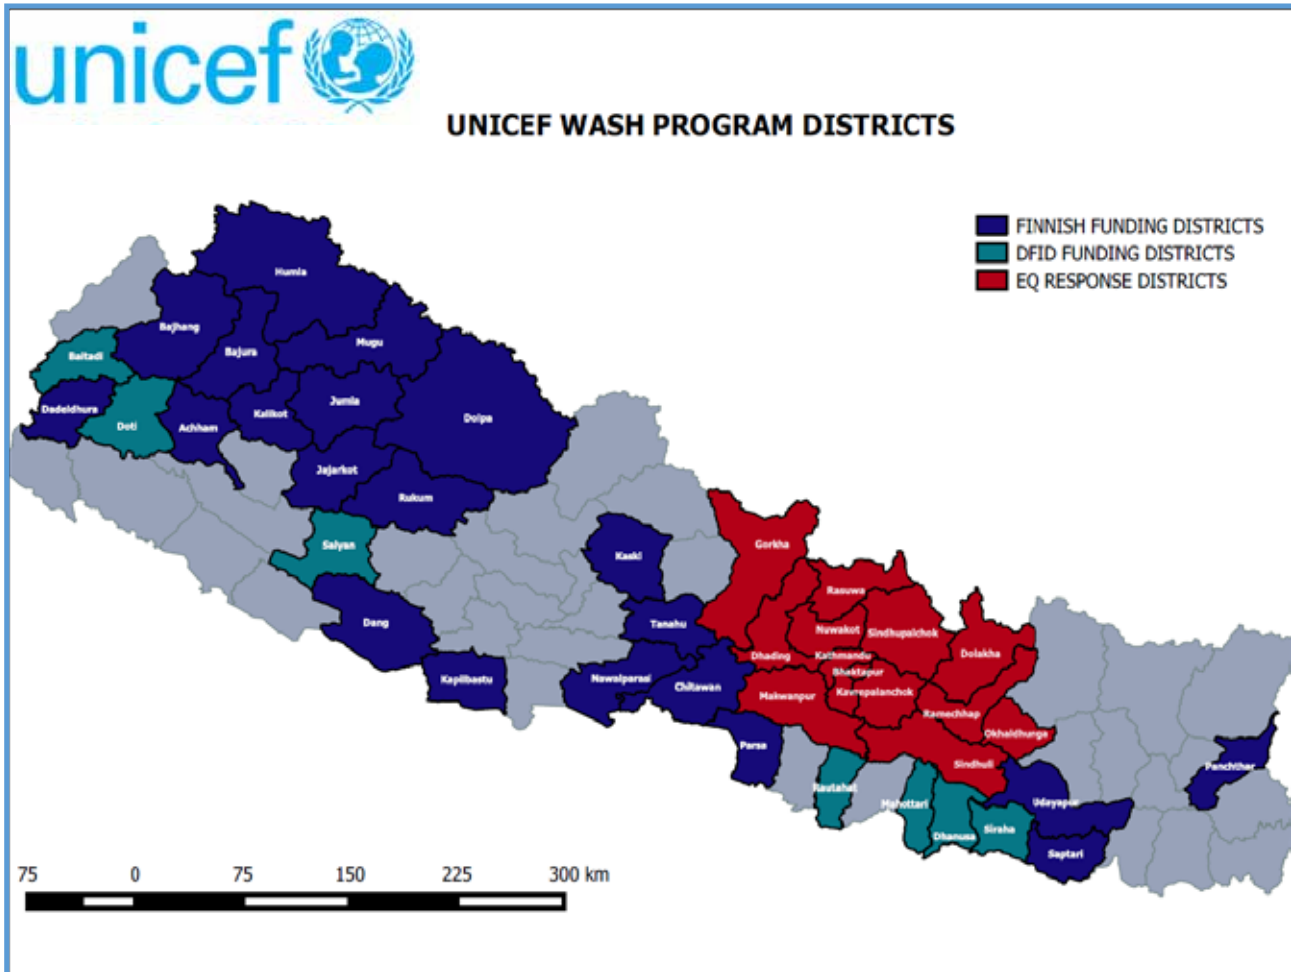 unicef
UNICEF WASH PROGRAM DISTRICTS
FINNISH FUNDING DISTRICTS
DFID FUNDING DISTRICTS
EQ RESPONSE DISTRICTS
Humla
Bajhang
Mugu
Bajura
Baitadi
Jumla
Dadeldhura
Kalikot
Dolpa
Doti
Achham
Jajarkot
Rukum
Salyan
Gorkha
Kaski
Rasuwa
Dang
Tanahu
Nuwakot
Sindhupalchok
Dhading
Kathmandu
Dolakha
Bhaktapur
Kapilbastu
Nawalparasi
Chitawan
Makwanpur
Kavrepalanchok
Ramechhap
Okhaldhunga
Parsa
Sindhuli
Panchthar
Rautahat
Mahottari
Udayapur
Dhanusa
Siraha
Saptari
75 0 75 150 225 300 km